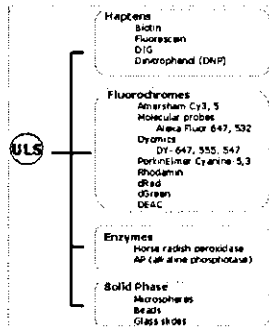 Haptens
Biotin
Fluorescein
DIG
Dinitrophenol (DNP)
Fluorochromes
Amersham Cy3, 5
Molecular probes
Alexa Fluor 647, 532
Dyomics
DY- 647, 555, 547
PerkinElmer Cyanine-5,3
Rhodamin
dRed
dGreen
DEAC
ULS
Enzymes
Horse radish peroxidase
AP (alkaline phosphotase)
Solid Phase
Microspheres
Beads
Glass slides